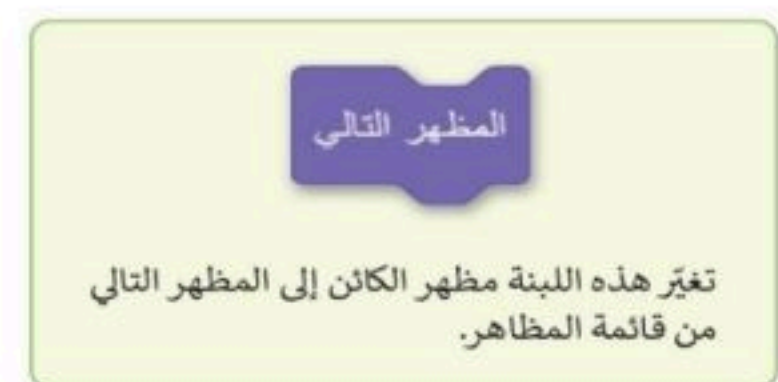 المظهر التالي
تغيّر هذه اللبنة مظهر الكائن إلى المظهر التالي
من قائمة المظاهر.